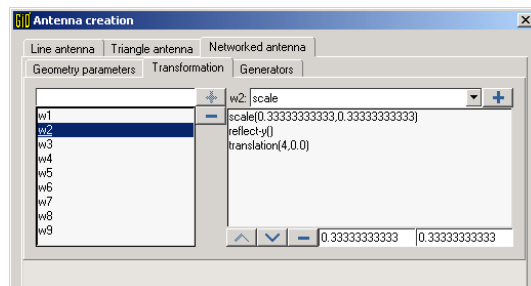 GiD Antenna creation
Line antenna Triangle antenna Networked antenna
Geometry parameters Transformation Generators
w2: scale
w1
w2
w3
w4
w5
w6
w7
w8
w9
scale(0.33333333333,0.33333333333)
reflect-y()
translation(4,0.0)
0.33333333333 0.33333333333